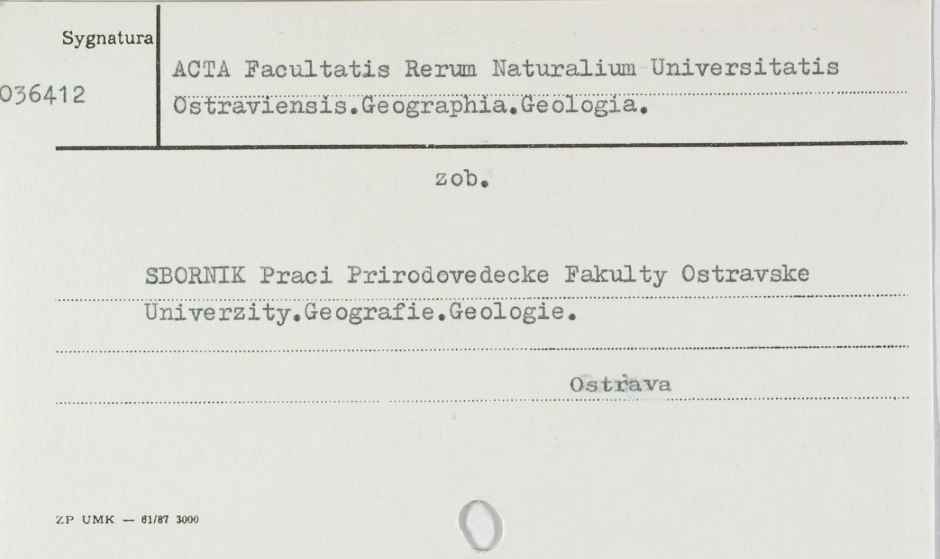 Sygnatura
036412
ACTA Facultatis Rerum Naturalium Universitatis
Ostraviensis.Geographia.Geologia.
zob.
SBORNIK Praci Prirodovedecke Fakulty Ostravske
Univerzity.Geografie.Geologie.
Ostrava
ZP UMK — 61/87 3000